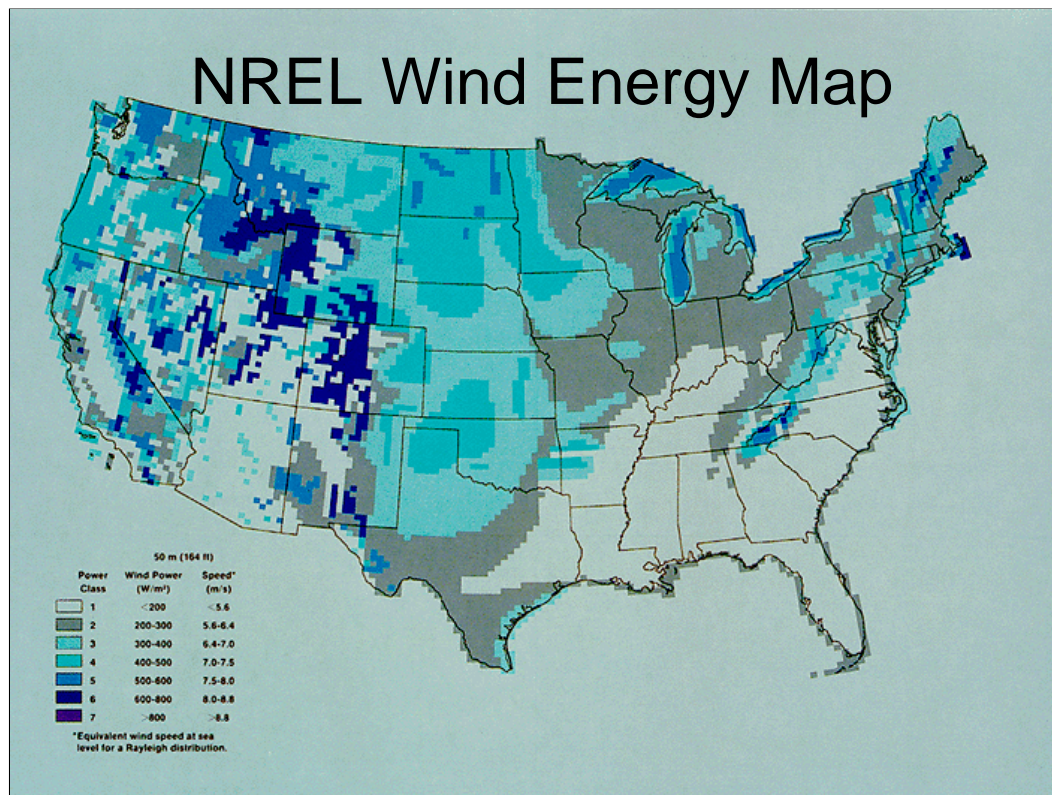 NREL Wind Energy Map
50 m (164 ft)
Power Wind Power Speed*
Class (W/m²) (m/s)
1 <200 <5.6
2 200-300 5.6-6.4
3 300-400 6.4-7.0
4 400-500 7.0-7.5
5 500-600 7.5-8.0
6 600-800 8.0-8.8
7 >800 >8.8
*Equivalent wind speed at sea
level for a Rayleigh distribution.